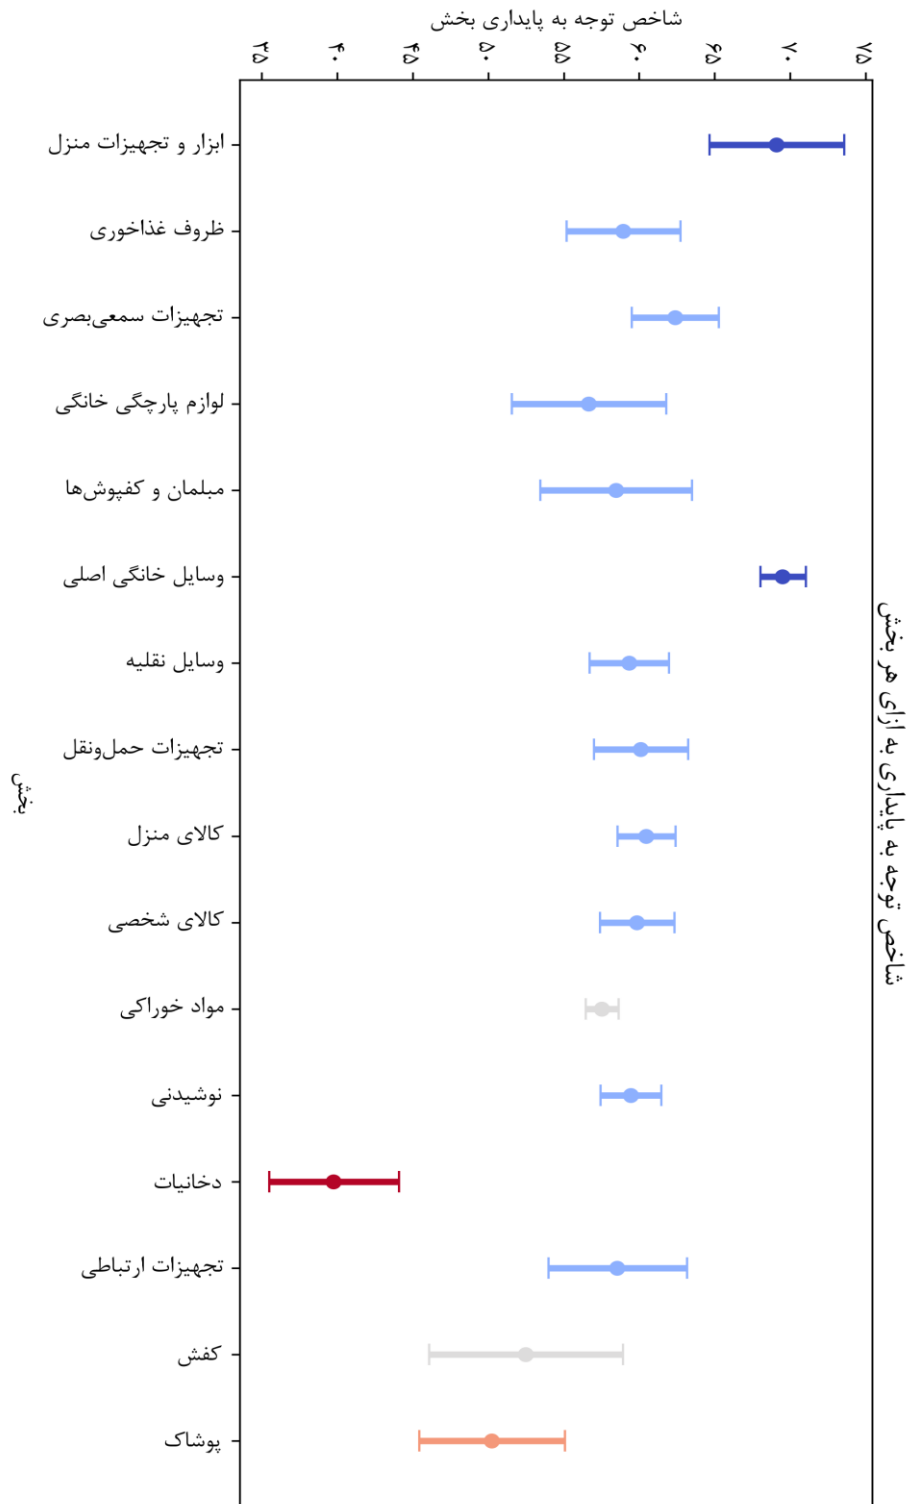 شاخص توجه به پایداری بخش
۳۵
۴۰
۴۵
۵۰
۵۵
۶۰
۶۵
۷۰
۷۵
ابزار و تجهیزات منزل
ظروف غذاخوری
تجهیزات سمعی‌بصری
لوازم پارچگی خانگی
مبلمان و کفپوش‌ها
وسایل خانگی اصلی
وسایل نقلیه
تجهیزات حمل‌ونقل
کالای منزل
کالای شخصی
مواد خوراکی
نوشیدنی
دخانیات
تجهیزات ارتباطی
کفش
پوشاک
بخش
شاخص توجه به پایداری به ازای هر بخش